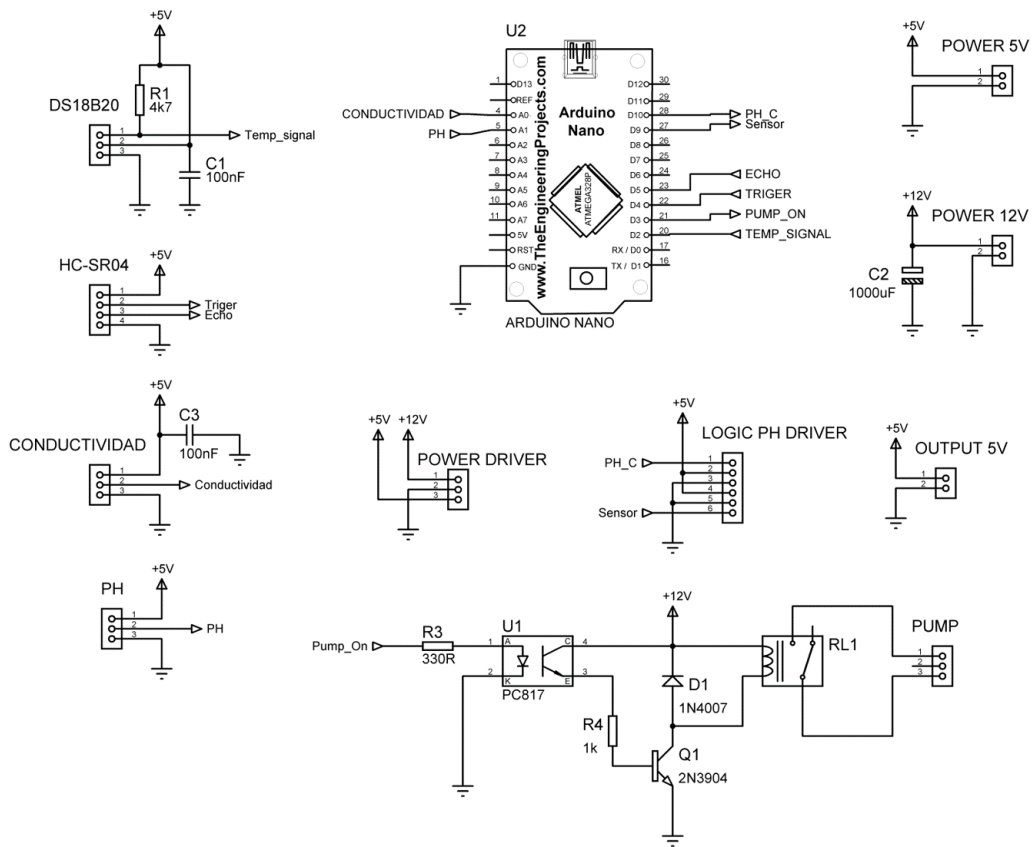 +5V
DS18B20
R1
4k7
1
2
3
Temp_signal
C1
100nF
HC-SR04
+5V
1
2
3
4
Triger
Echo
+5V
C3
100nF
CONDUCTIVIDAD
1
2
3
Conductividad
PH
+5V
1
2
3
PH
U2
www.TheEngineeringProjects.com
Arduino
Nano
ATMEL
ATMEGA328P
ARDUINO NANO
CONDUCTIVIDAD
PH
1 D13
REF
4 A0
5 A1
6 A2
7 A3
8 A4
9 A5
10 A6
11 A7
5V
RST
GND
D12 30
D11 29
D10 28
D9 27
D8 26
D7 25
D6 24
D5 23
D4 22
D3 21
D2 20
RX / D0 17
TX / D1 16
PH_C
Sensor
ECHO
TRIGER
PUMP_ON
TEMP_SIGNAL
+5V
POWER 5V
1
2
+12V
POWER 12V
1
2
C2
1000uF
+5V
+12V
POWER DRIVER
1
2
3
+5V
LOGIC PH DRIVER
PH_C
Sensor
1
2
3
4
5
6
+5V
OUTPUT 5V
1
2
Pump_On
R3
330R
U1
1
2
A
K
C
E
4
3
PC817
R4
1k
+12V
D1
1N4007
Q1
2N3904
RL1
PUMP
1
2
3